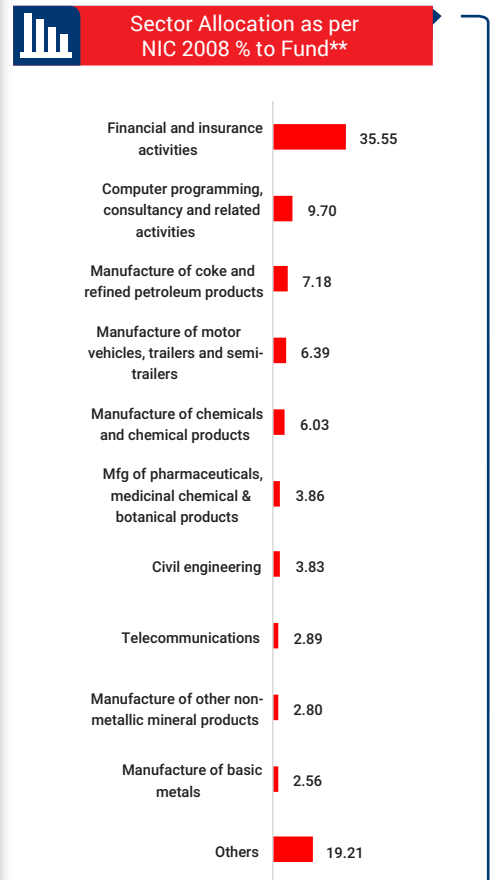 Sector Allocation as per
NIC 2008 % to Fund**
Financial and insurance
activities
35.55
Computer programming,
consultancy and related
activities
9.70
Manufacture of coke and
refined petroleum products
7.18
Manufacture of motor
vehicles, trailers and semi-
trailers
6.39
Manufacture of chemicals
and chemical products
6.03
Mfg of pharmaceuticals,
medicinal chemical &
botanical products
3.86
Civil engineering
3.83
Telecommunications
2.89
Manufacture of other non-
metallic mineral products
2.80
Manufacture of basic
metals
2.56
Others
19.21